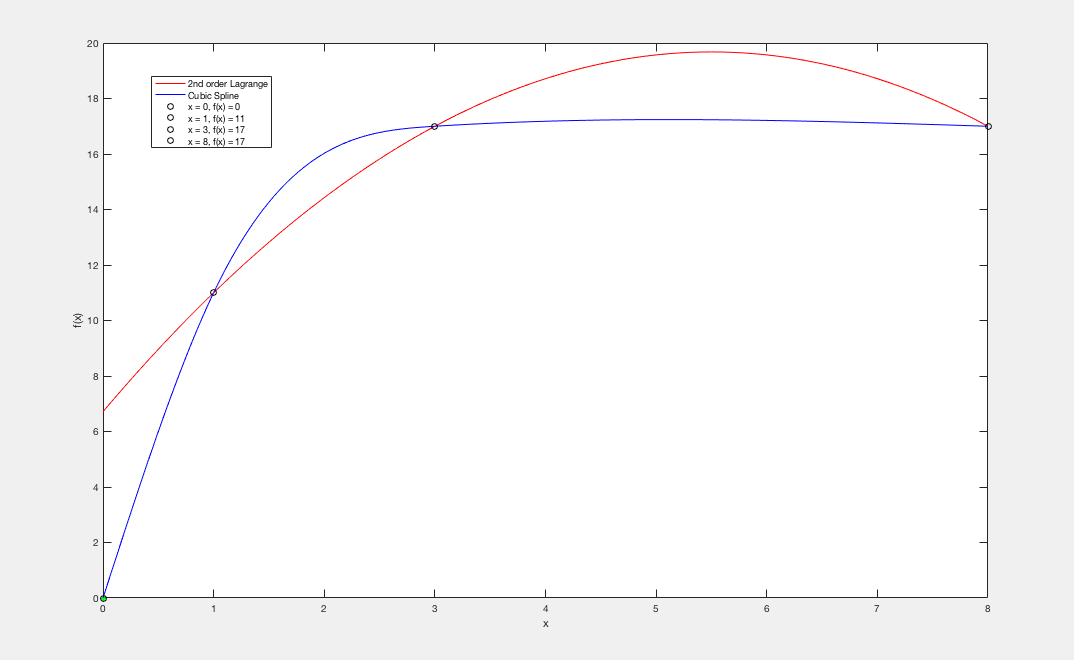 20
18
16
14
12
10
8
6
4
2
0
f(x)
2nd order Lagrange
Cubic Spline
x = 0, f(x) = 0
x = 1, f(x) = 11
x = 3, f(x) = 17
x = 8, f(x) = 17
0 1 2 3 4 5 6 7 8
x